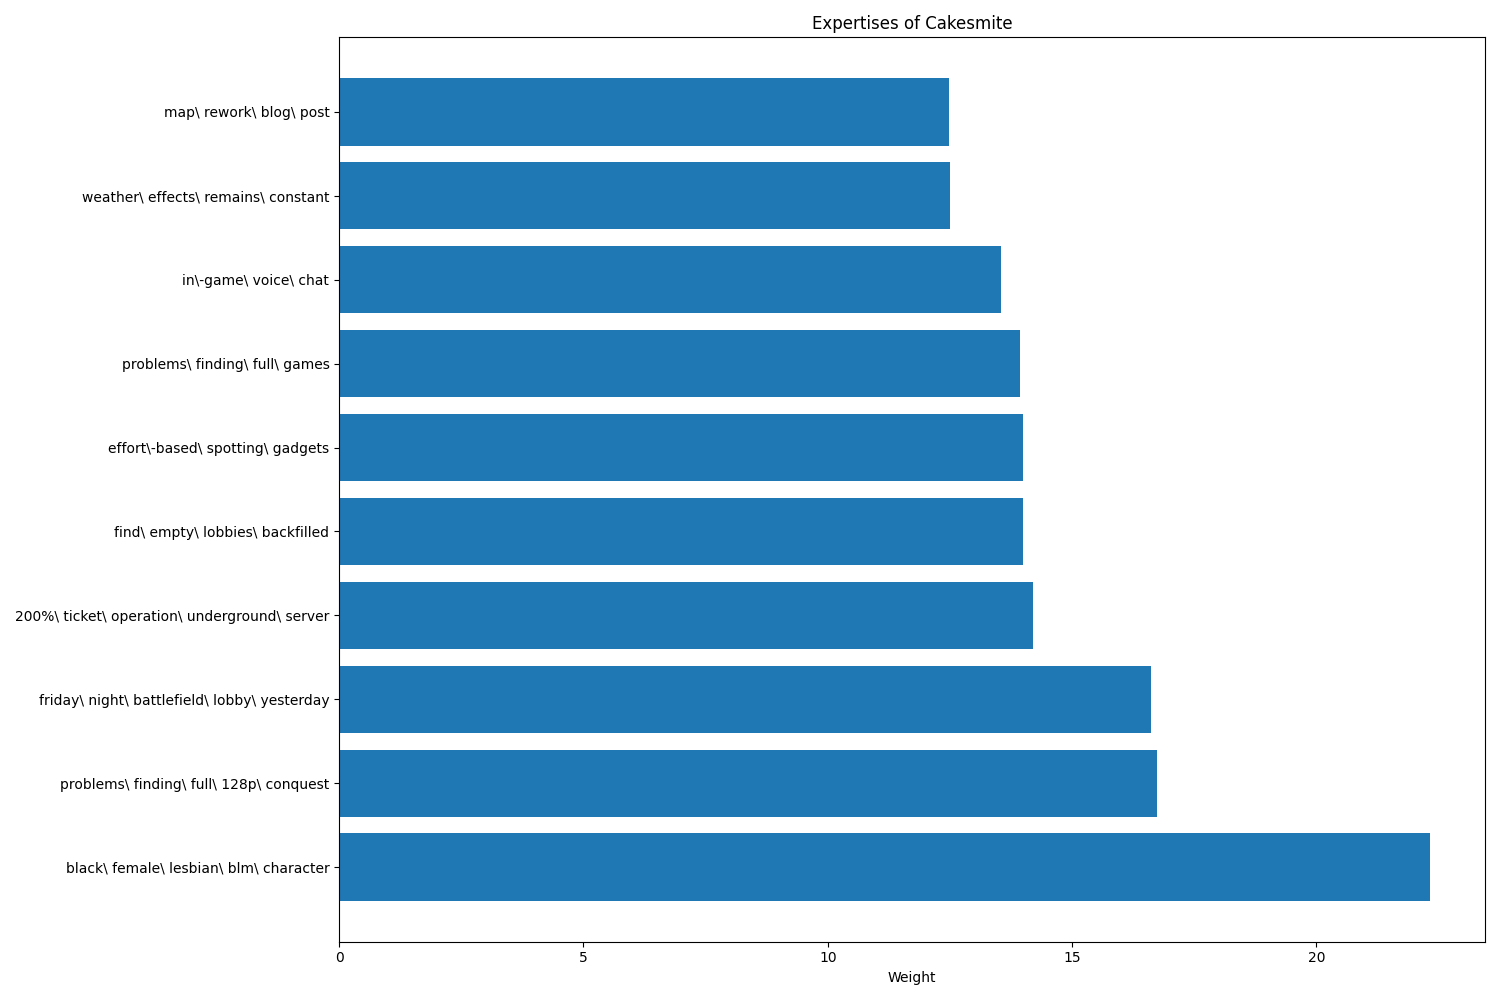 Expertises of Cakesmite
map\ rework\ blog\ post
weather\ effects\ remains\ constant
in\-game\ voice\ chat
problems\ finding\ full\ games
effort\-based\ spotting\ gadgets
find\ empty\ lobbies\ backfilled
200%\ ticket\ operation\ underground\ server
friday\ night\ battlefield\ lobby\ yesterday
problems\ finding\ full\ 128p\ conquest
black\ female\ lesbian\ blm\ character
0 5 10 15 20
Weight